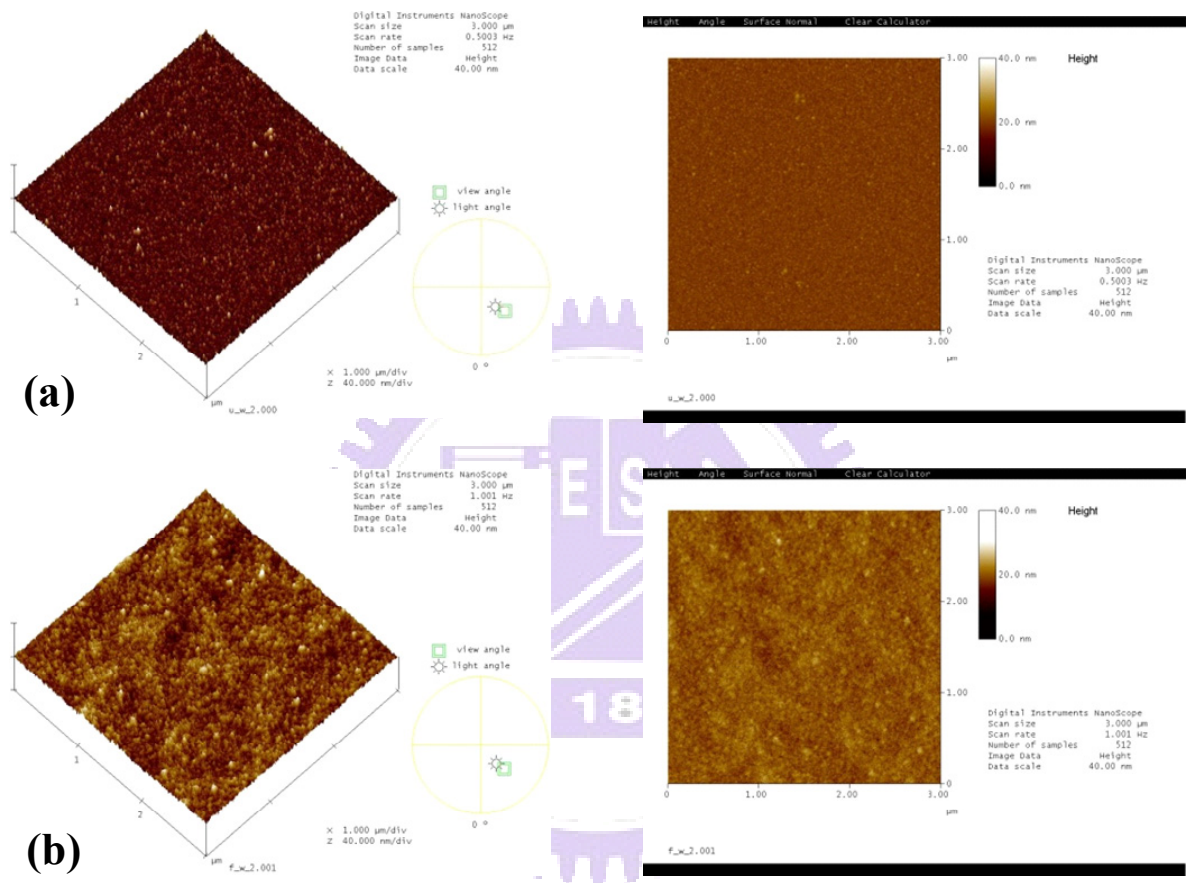 Digital Instruments NanoScope
Scan size 3.000 µm
Scan rate 0.5003 Hz
Number of samples 512
Image Data Height
Data scale 40.00 nm
view angle
light angle
0 º
1
2
µm
X 1.000 µm/div
Z 40.000 nm/div
u_w_2.000
(a)
Height Angle Surface Normal Clear Calculator
3.00
2.00
1.00
0
0 1.00 2.00 3.00
µm
40.0 nm
20.0 nm
0.0 nm
Height
Digital Instruments NanoScope
Scan size 3.000 µm
Scan rate 0.5003 Hz
Number of samples 512
Image Data Height
Data scale 40.00 nm
u_w_2.000
Digital Instruments NanoScope
Scan size 3.000 µm
Scan rate 1.001 Hz
Number of samples 512
Image Data Height
Data scale 40.00 nm
view angle
light angle
0 º
1
2
µm
X 1.000 µm/div
Z 40.000 nm/div
f_w_2.001
(b)
Height Angle Surface Normal Clear Calculator
3.00
2.00
1.00
0
0 1.00 2.00 3.00
µm
40.0 nm
20.0 nm
0.0 nm
Height
Digital Instruments NanoScope
Scan size 3.000 µm
Scan rate 1.001 Hz
Number of samples 512
Image Data Height
Data scale 40.00 nm
f_w_2.001
ES
18